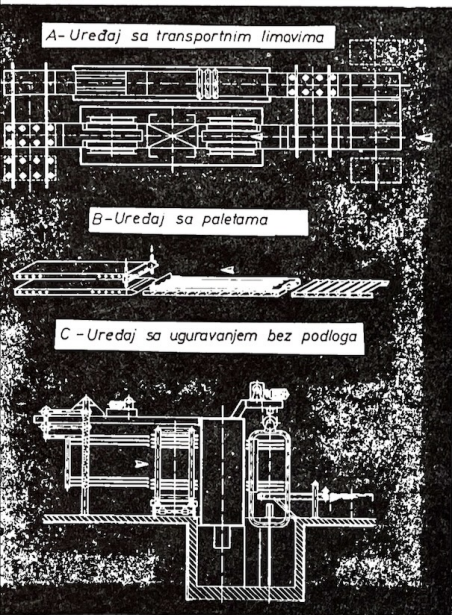 A- Uređaj sa transportnim limovima
B-Uređaj sa paletama
C - Uređaj sa uguravanjem bez podloga